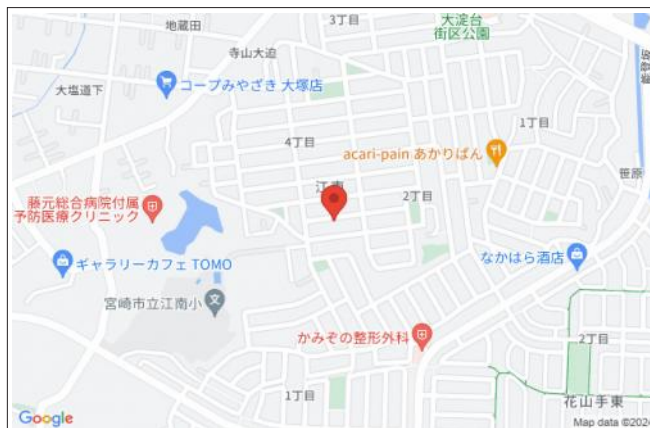 地蔵田
3丁目
大淀台
街区公園
寺山大迫
コープみやざき 大塚店
大塩道下
1丁目
4丁目
acari-pain あかりぱん
笹原
江南
2丁目
藤元総合病院付属
予防医療クリニック
なかはら酒店
ギャラリーカフェ TOMO
宮崎市立江南小
かみぞの整形外科
2丁目
1丁目
花山手東
Google
Map data ©2024